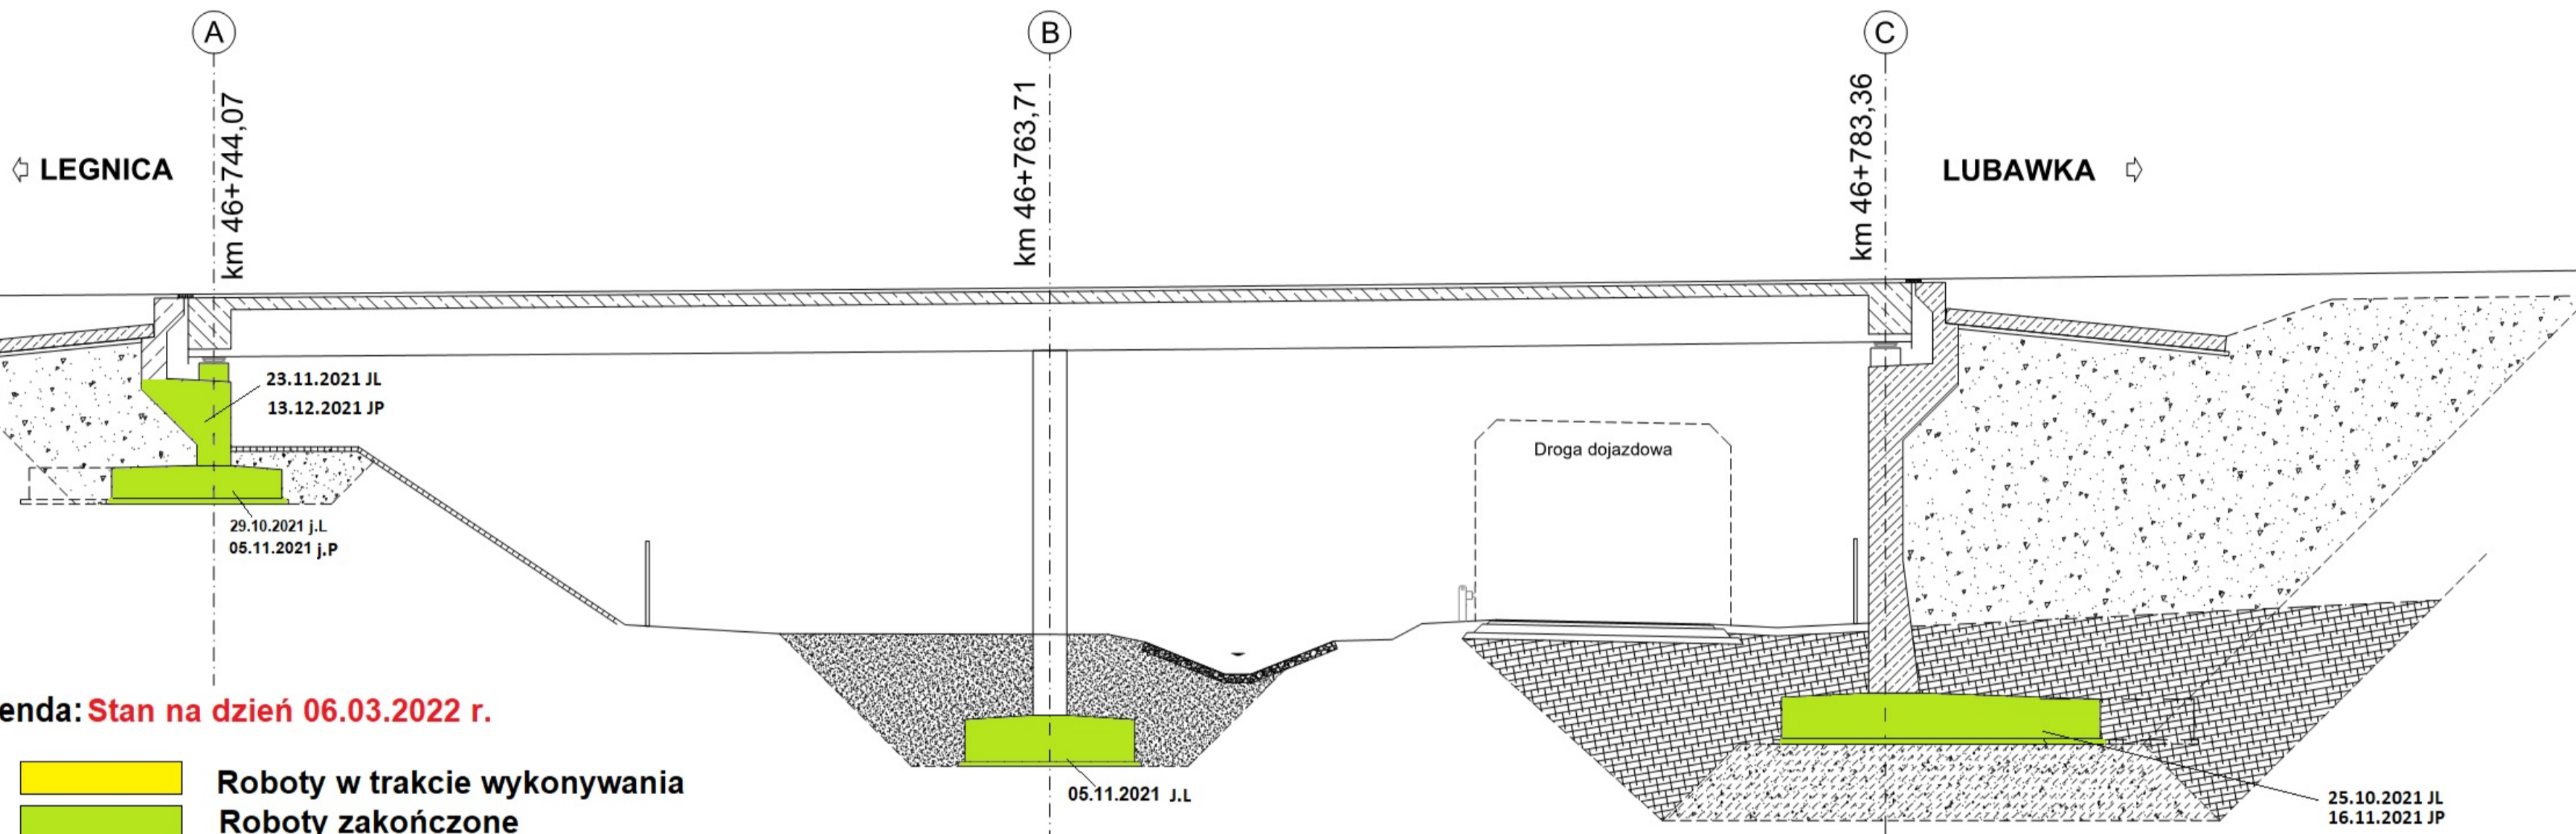 A
B
C
km 46+744,07
km 46+763,71
km 46+783,36
LEGNICA
LUBAWKA
23.11.2021 JL
13.12.2021 JP
Droga dojazdowa
29.10.2021 j.L
05.11.2021 j.P
enda: Stan na dzień 06.03.2022 r.
Roboty w trakcie wykonywania
Roboty zakończone
05.11.2021 J.L
25.10.2021 JL
16.11.2021 JP